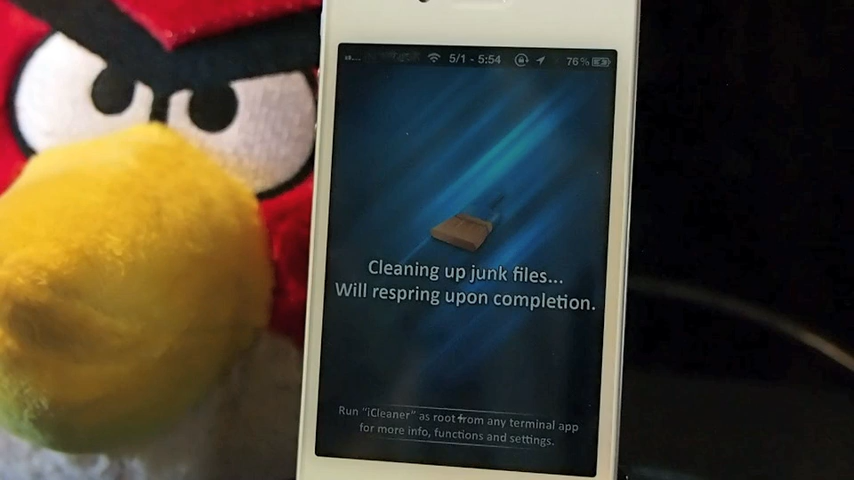 5/1 - 5:54 76%
Cleaning up junk files...
Will respring upon completion.
Run "iCleaner" as root from any terminal app
for more info, functions and settings.